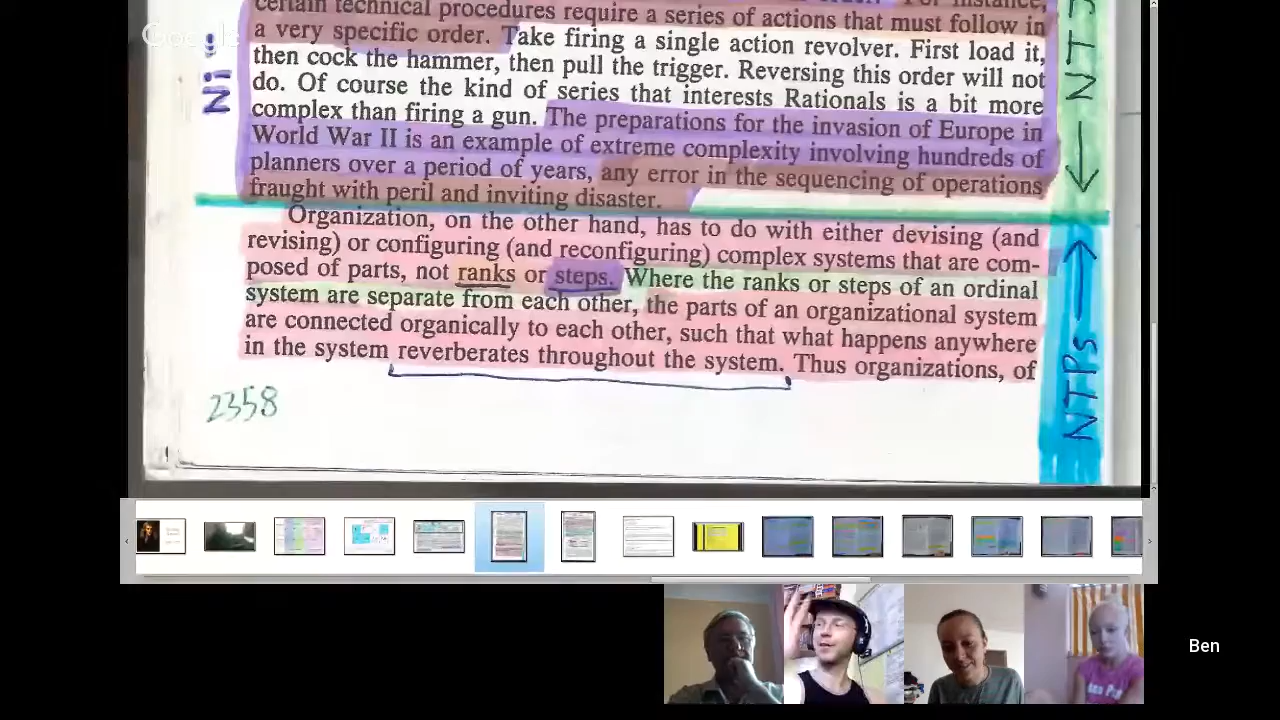 certain technical procedures require a series of actions that must follow in
Google
a very specific order. Take firing a single action revolver. First load it,
then cock the hammer, then pull the trigger. Reversing this order will not
do. Of course the kind of series that interests Rationals is a bit more
complex than firing a gun. The preparations for the invasion of Europe in
World War II is an example of extreme complexity involving hundreds of
planners over a period of years, any error in the sequencing of operations
fraught with peril and inviting disaster.
Organization, on the other hand, has to do with either devising (and
revising) or configuring (and reconfiguring) complex systems that are com-
posed of parts, not ranks or steps. Where the ranks or steps of an ordinal
system are separate from each other, the parts of an organizational system
are connected organically to each other, such that what happens anywhere
in the system reverberates throughout the system. Thus organizations, of
NTPs
2358
Ben